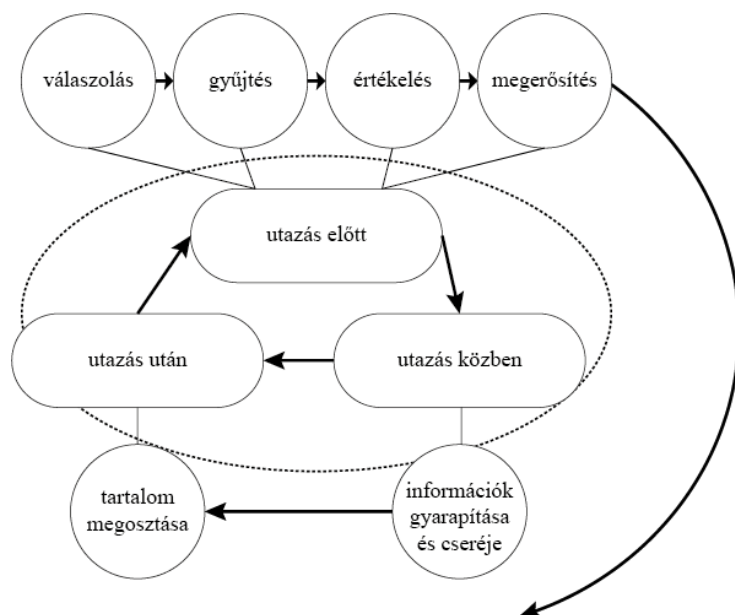 válaszolás
gyűjtés
értékelés
megerősítés
utazás előtt
utazás után
utazás közben
tartalom
megosztása
információk
gyarapítása
és cseréje